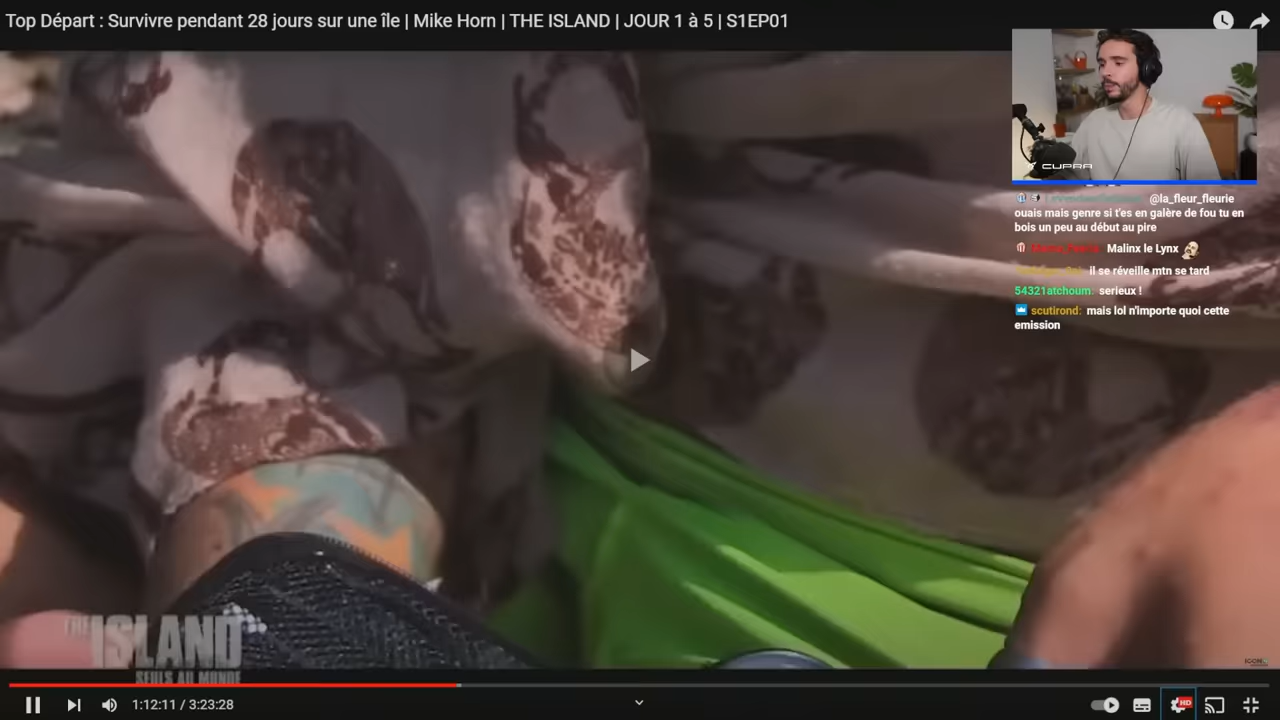 Top Départ : Survivre pendant 28 jours sur une île | Mike Horn | THE ISLAND | JOUR 1 à 5 | S1EP01
CUPRA
@la_fleur_fleurie
ouais mais genre si t'es en galère de fou tu en
bois un peu au début au pire
Malinx le Lynx
il se réveille mtn se tard
54321atchoum: serieux !
scutirond: mais lol n'importe quoi cette
emission
THE
ISLAND
SEULS AU MONDE
1:12:11 / 3:23:28
HD